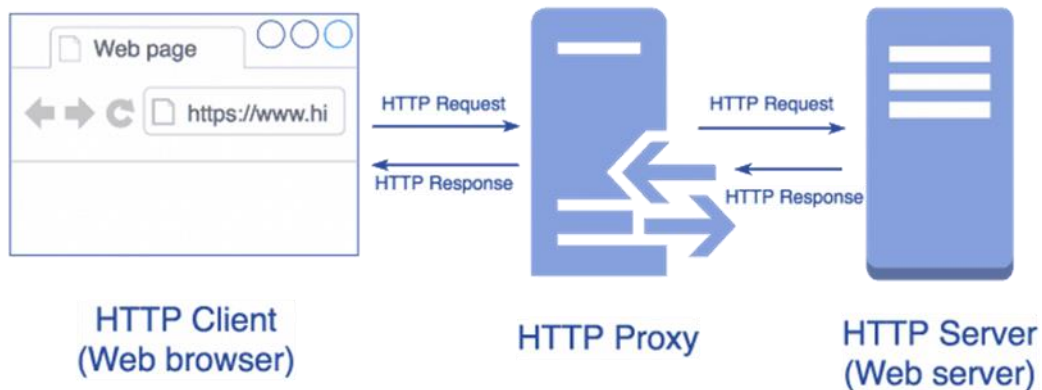 Web page
https://www.hi
HTTP Request
HTTP Response
HTTP Request
HTTP Response
HTTP Client
(Web browser)
HTTP Proxy
HTTP Server
(Web server)